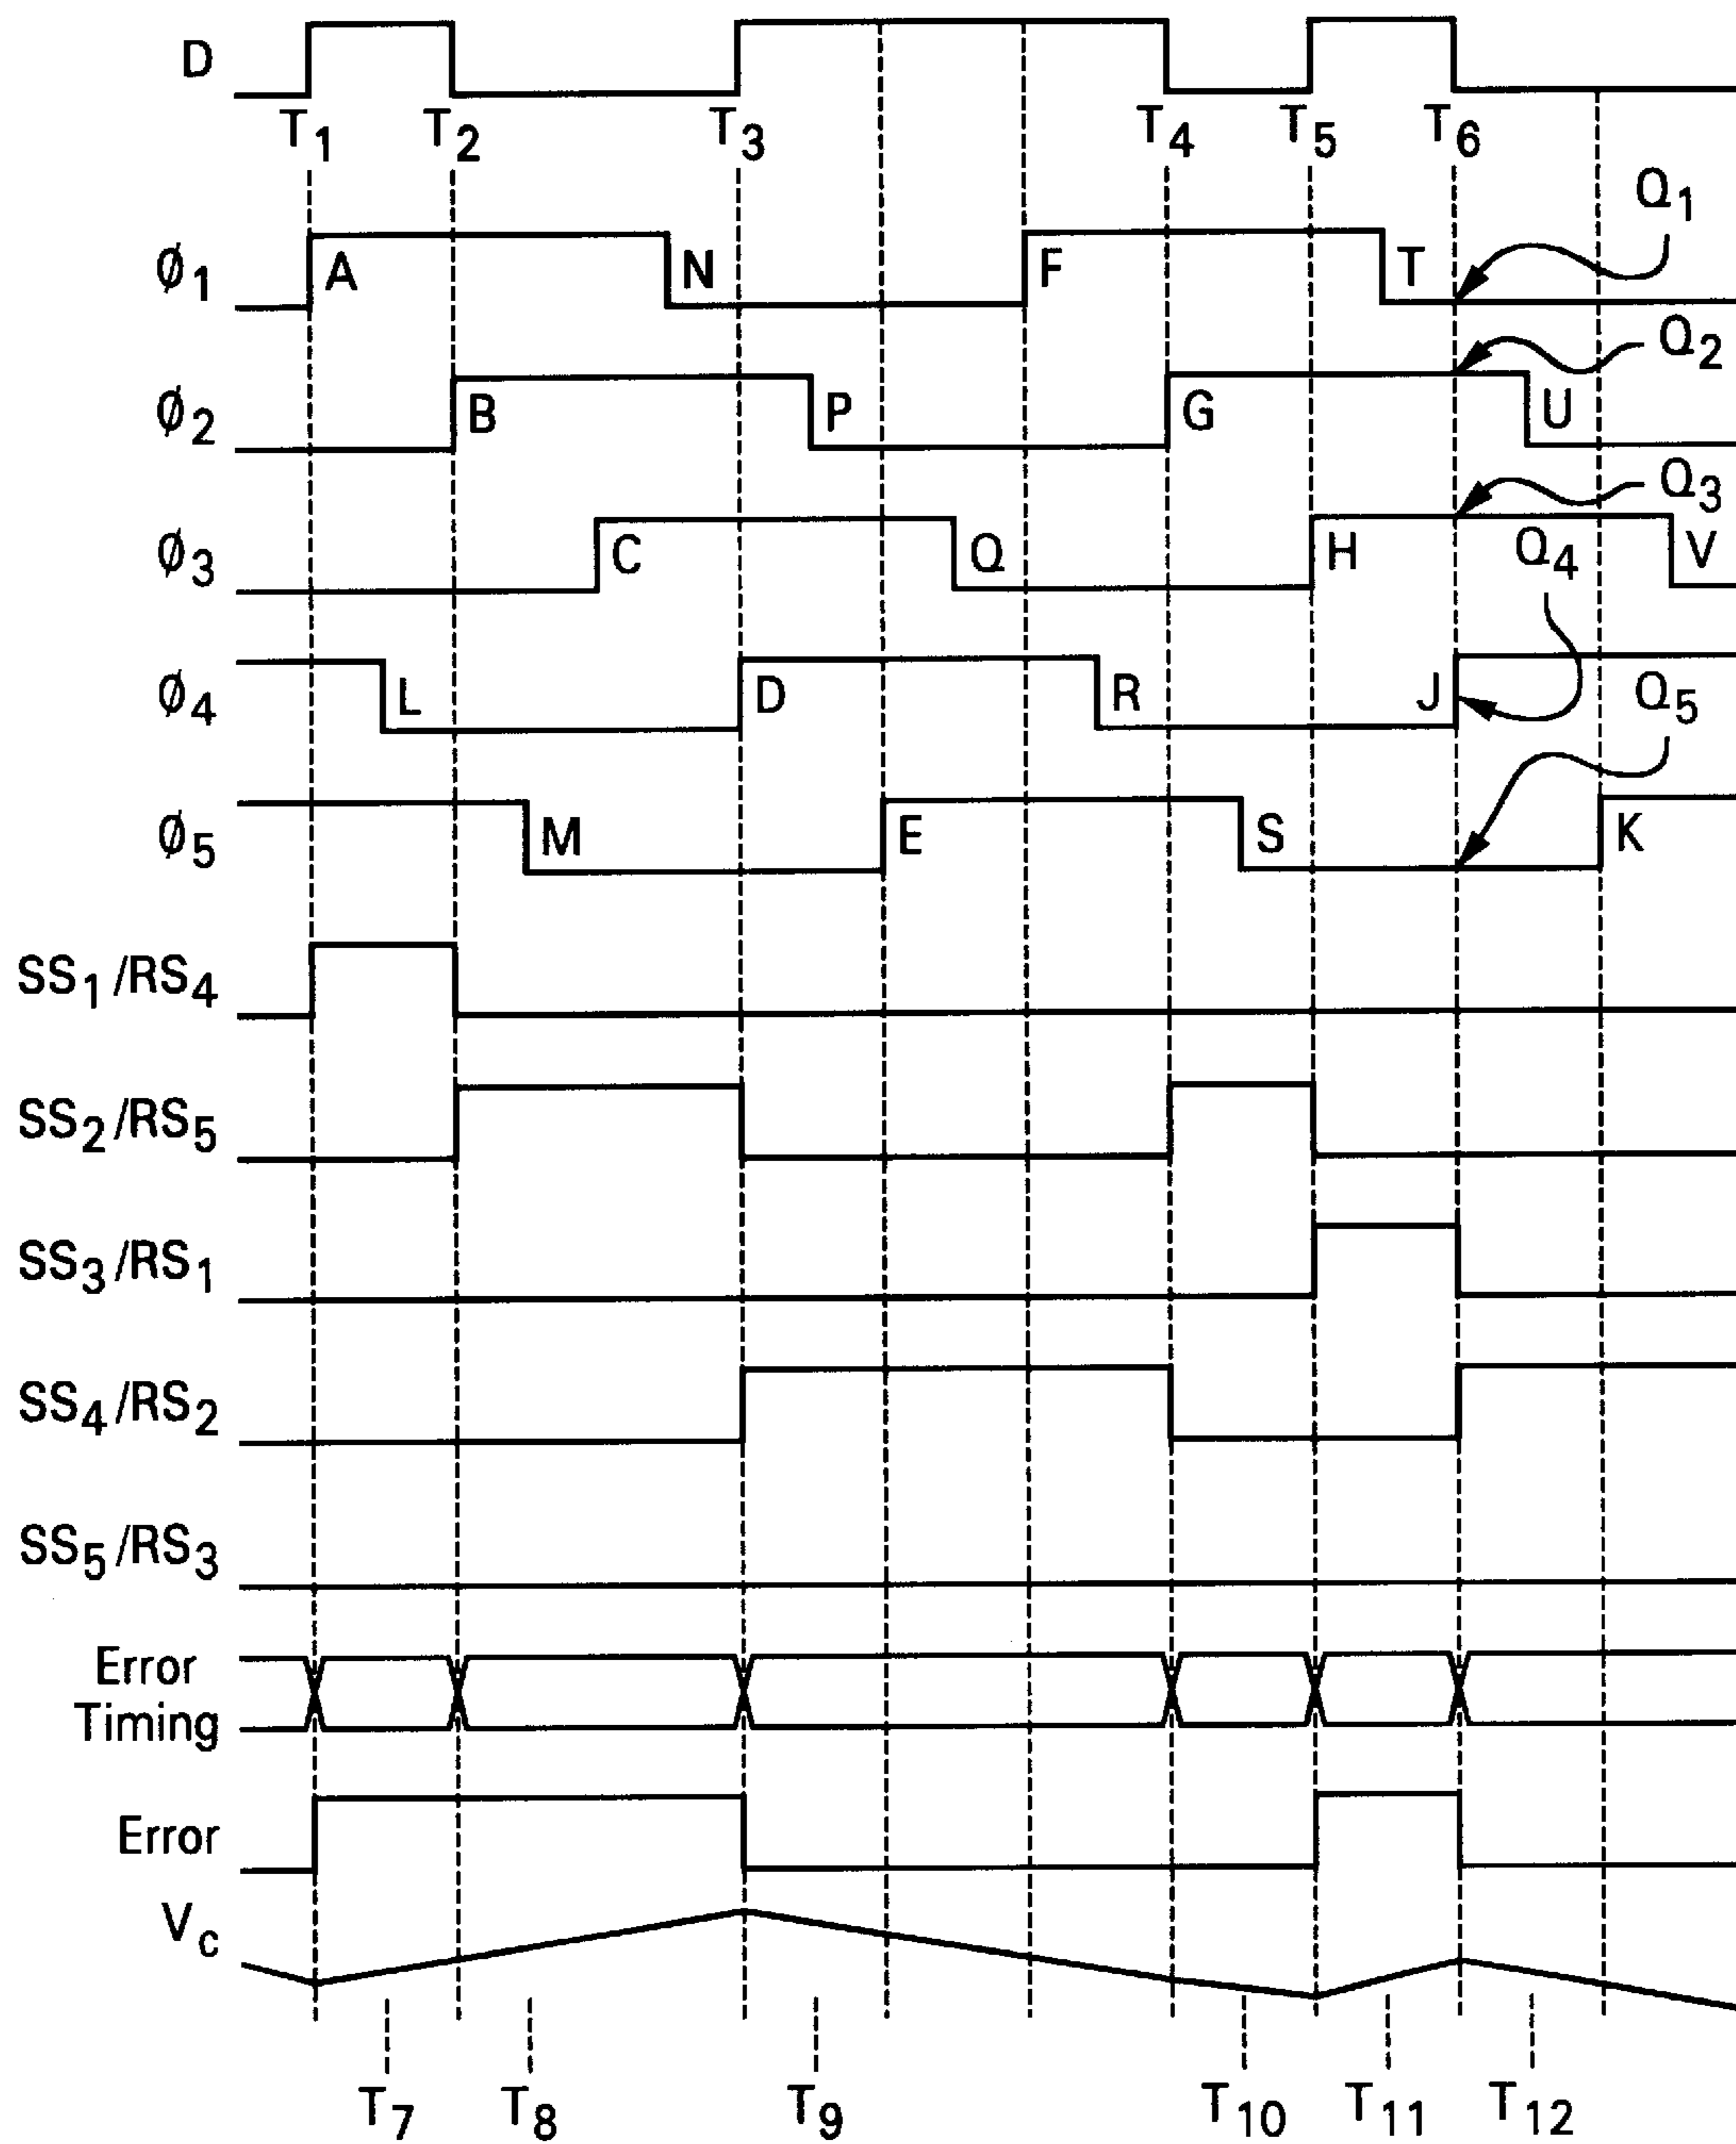 D
T1 T2 T3 T4 T5 T6
Q1
Ø1 A N F T
Q2
Ø2 B P G U
Q3
Ø3 C Q H Q4 V
Ø4 L D R J Q5
Ø5 M E S K
SS1/RS4
SS2/RS5
SS3/RS1
SS4/RS2
SS5/RS3
Error
Timing
Error
Vc
T7 T8 T9 T10 T11 T12